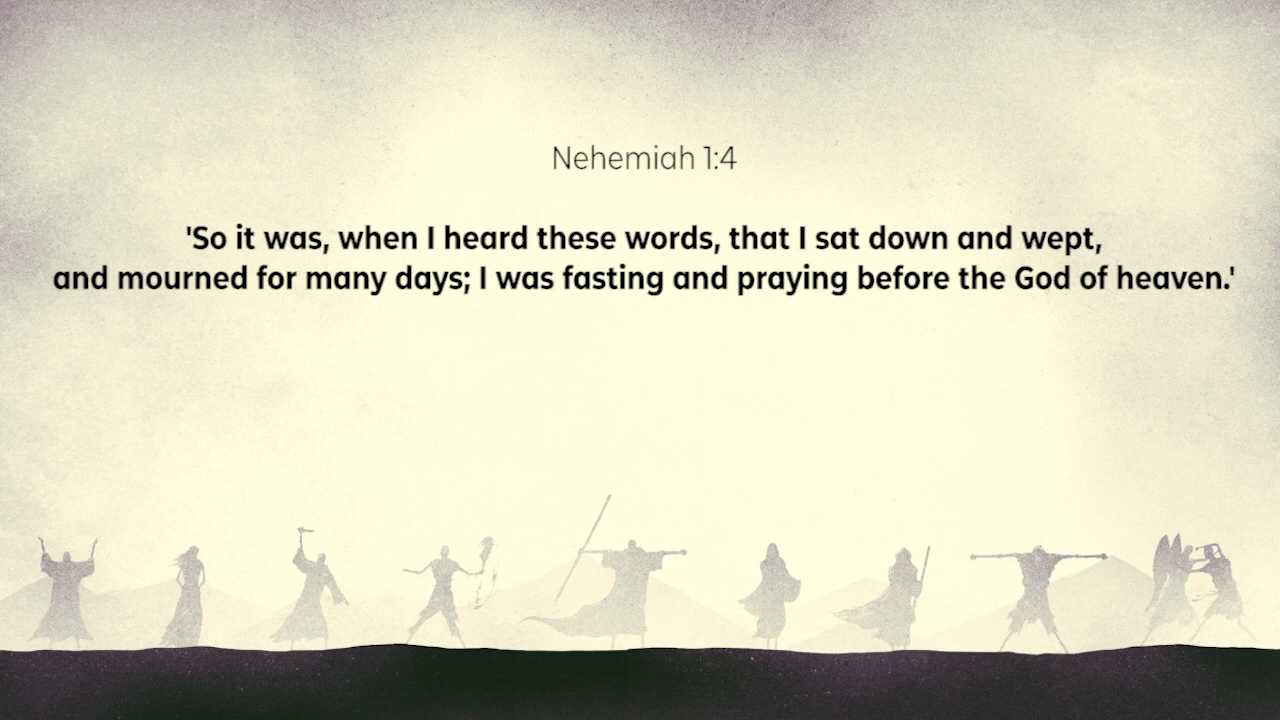 Nehemiah 1:4
'So it was, when I heard these words, that I sat down and wept,
and mourned for many days; I was fasting and praying before the God of heaven.'